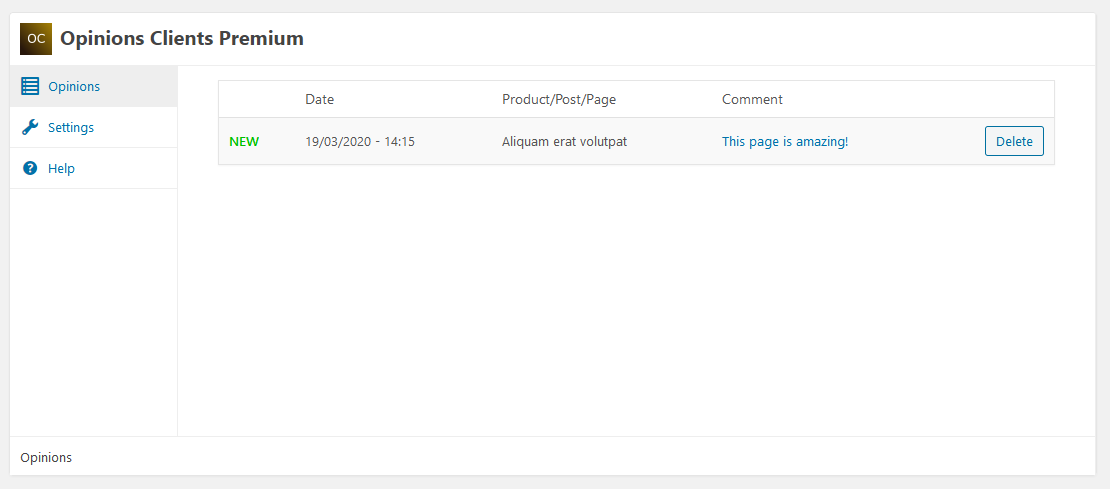 OC Opinions Clients Premium
Opinions
Settings
Help
Date Product/Post/Page Comment
NEW 19/03/2020 - 14:15 Aliquam erat volutpat This page is amazing! Delete
Opinions